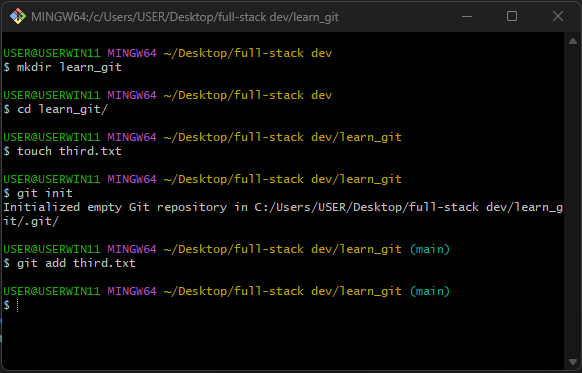 MINGW64:/c/Users/USER/Desktop/full-stack dev/learn_git
USER@USERWIN11 MINGW64 ~/Desktop/full-stack dev
$ mkdir learn_git
USER@USERWIN11 MINGW64 ~/Desktop/full-stack dev
$ cd learn_git/
USER@USERWIN11 MINGW64 ~/Desktop/full-stack dev/learn_git
$ touch third.txt
USER@USERWIN11 MINGW64 ~/Desktop/full-stack dev/learn_git
$ git init
Initialized empty Git repository in C:/Users/USER/Desktop/full-stack dev/learn_g
it/.git/
USER@USERWIN11 MINGW64 ~/Desktop/full-stack dev/learn_git (main)
$ git add third.txt
USER@USERWIN11 MINGW64 ~/Desktop/full-stack dev/learn_git (main)
$